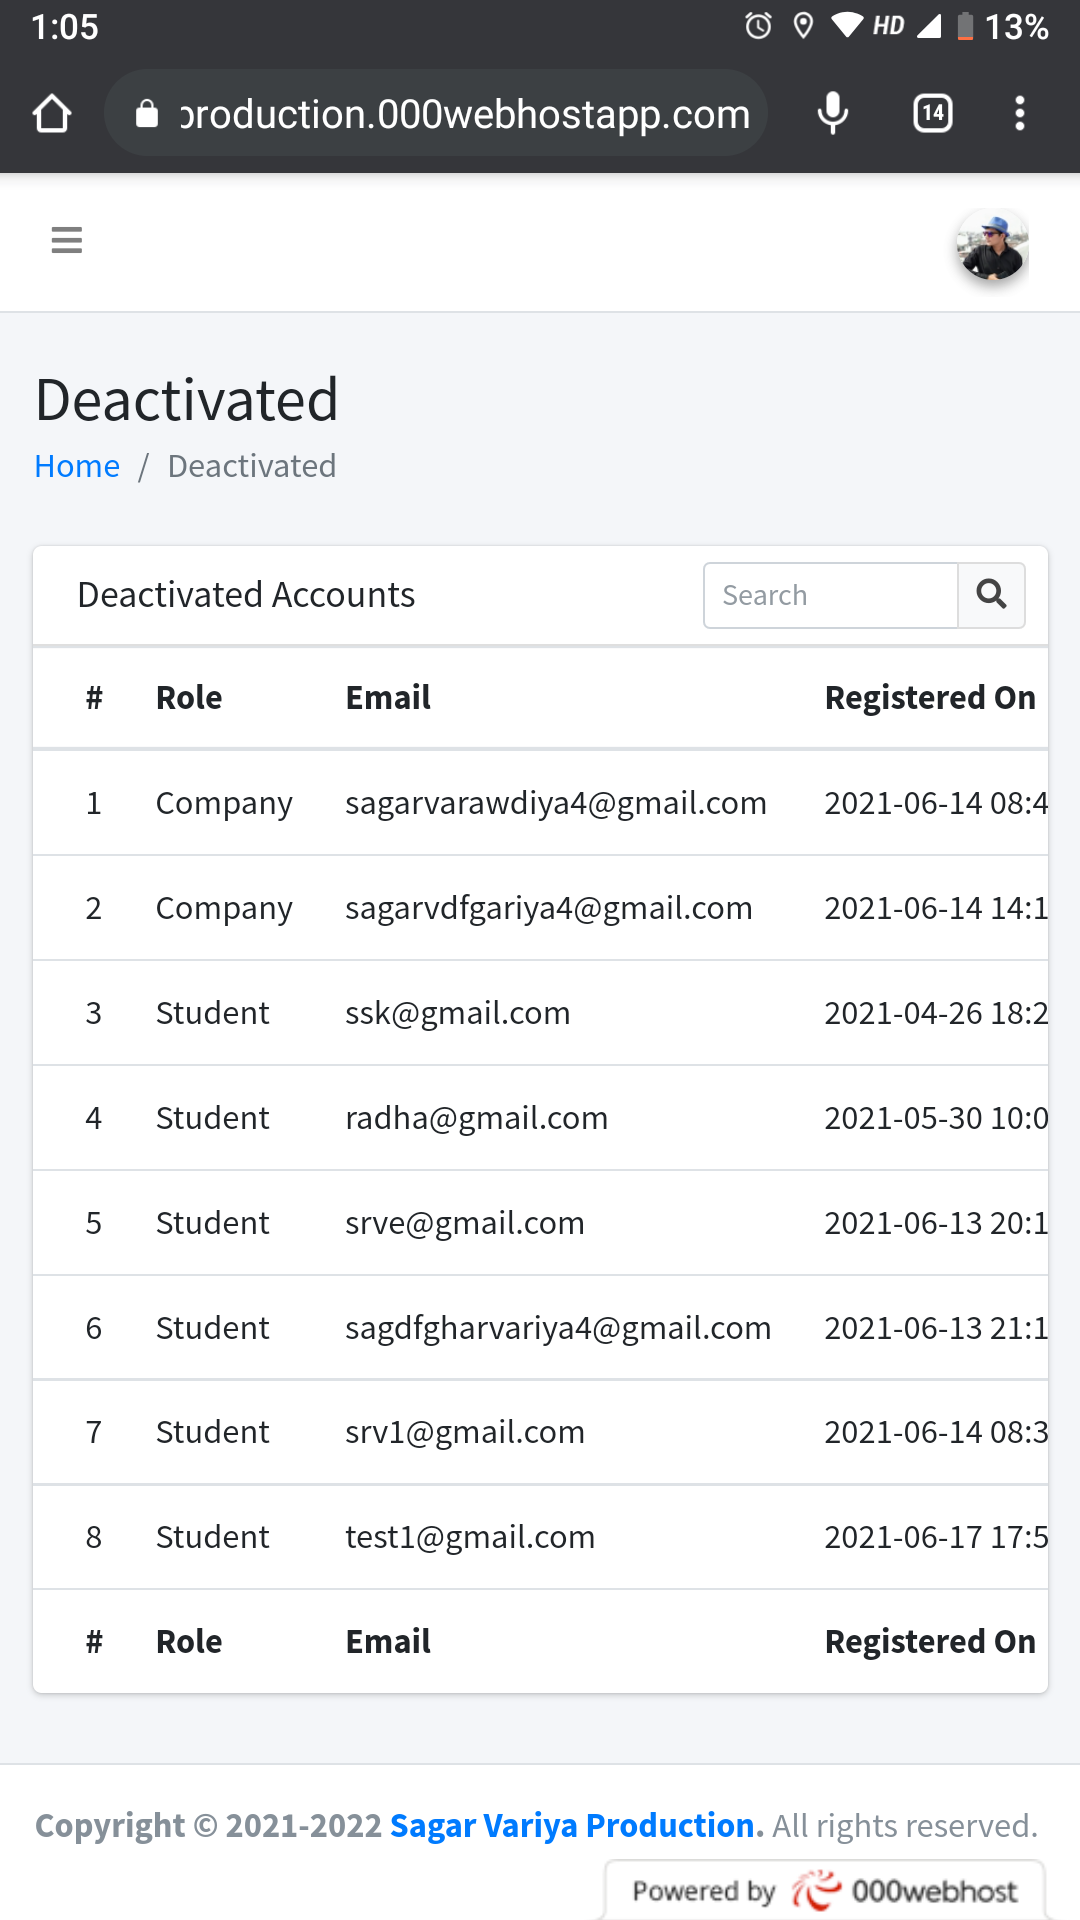 1:05 HD 13%
production.000webhostapp.com 14
Deactivated
Home / Deactivated
Deactivated Accounts Search
# Role Email Registered On
1 Company sagarvarawdiya4@gmail.com 2021-06-14 08:4
2 Company sagarvdfgariya4@gmail.com 2021-06-14 14:1
3 Student ssk@gmail.com 2021-04-26 18:2
4 Student radha@gmail.com 2021-05-30 10:0
5 Student srve@gmail.com 2021-06-13 20:1
6 Student sagdfgharvariya4@gmail.com 2021-06-13 21:1
7 Student srv1@gmail.com 2021-06-14 08:3
8 Student test1@gmail.com 2021-06-17 17:5
# Role Email Registered On
Copyright © 2021-2022 Sagar Variya Production. All rights reserved.
Powered by 000webhost